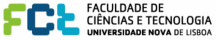 FCT FACULDADE DE
CIÊNCIAS E TECNOLOGIA
UNIVERSIDADE NOVA DE LISBOA